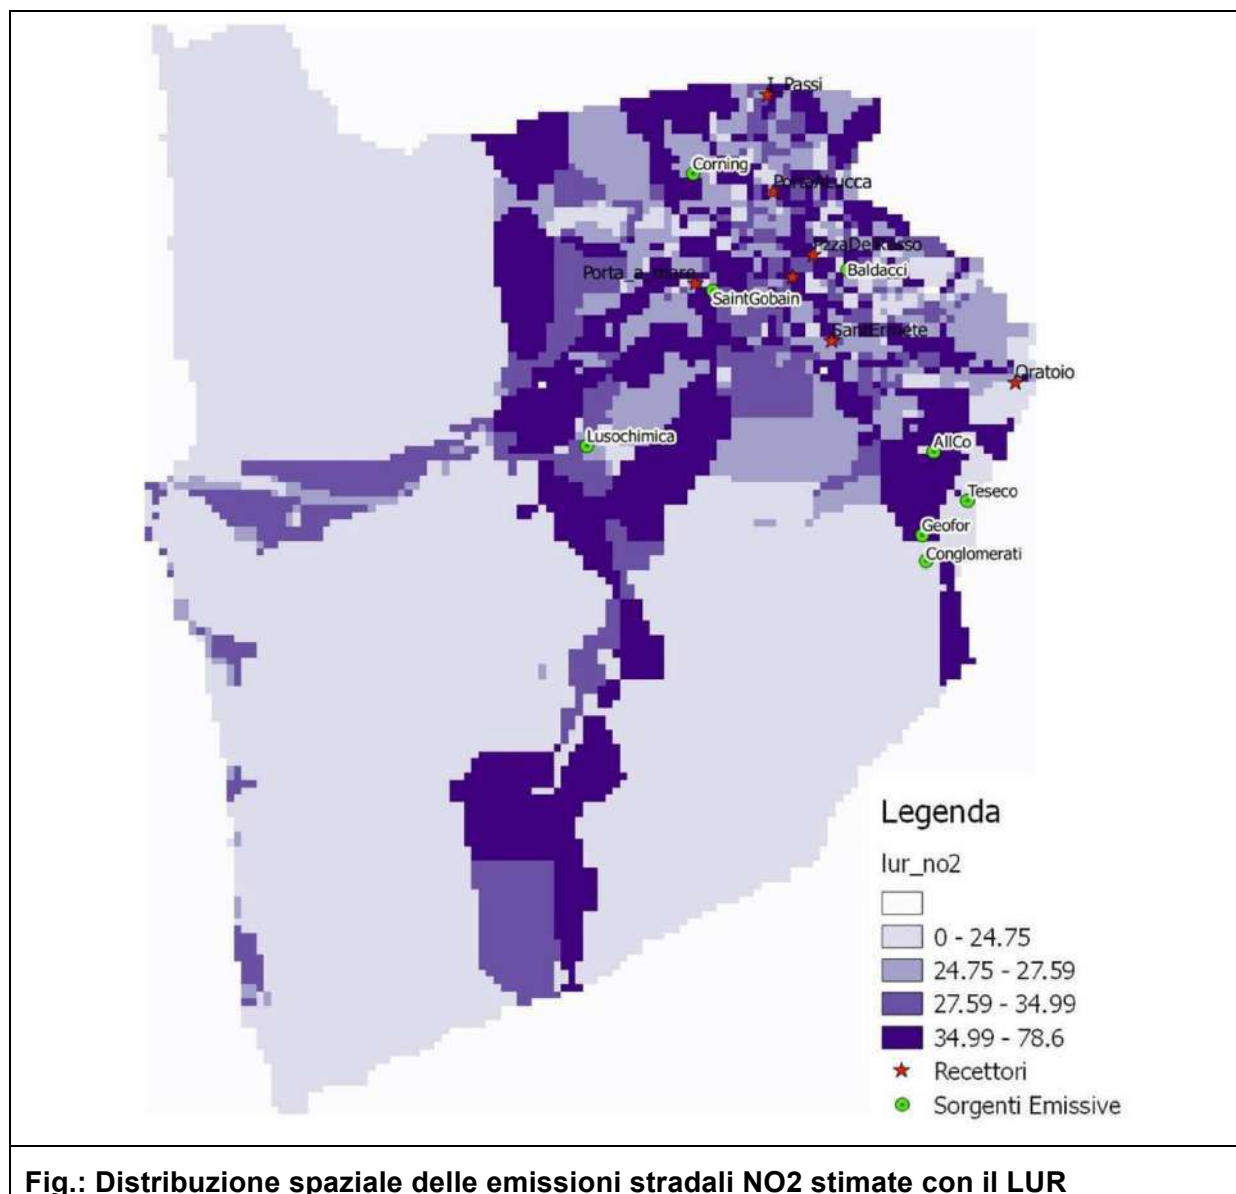 I_Passi
Corning
PortaALucca
PzzaDelRosso
Baldacci
Porta_a_mare
SaintGobain
SantErmete
Oratoio
Lusochimica
AllCo
Teseco
Geofor
Conglomerati
Legenda
lur_no2
0 - 24.75
24.75 - 27.59
27.59 - 34.99
34.99 - 78.6
Recettori
Sorgenti Emissive
Fig.: Distribuzione spaziale delle emissioni stradali NO2 stimate con il LUR